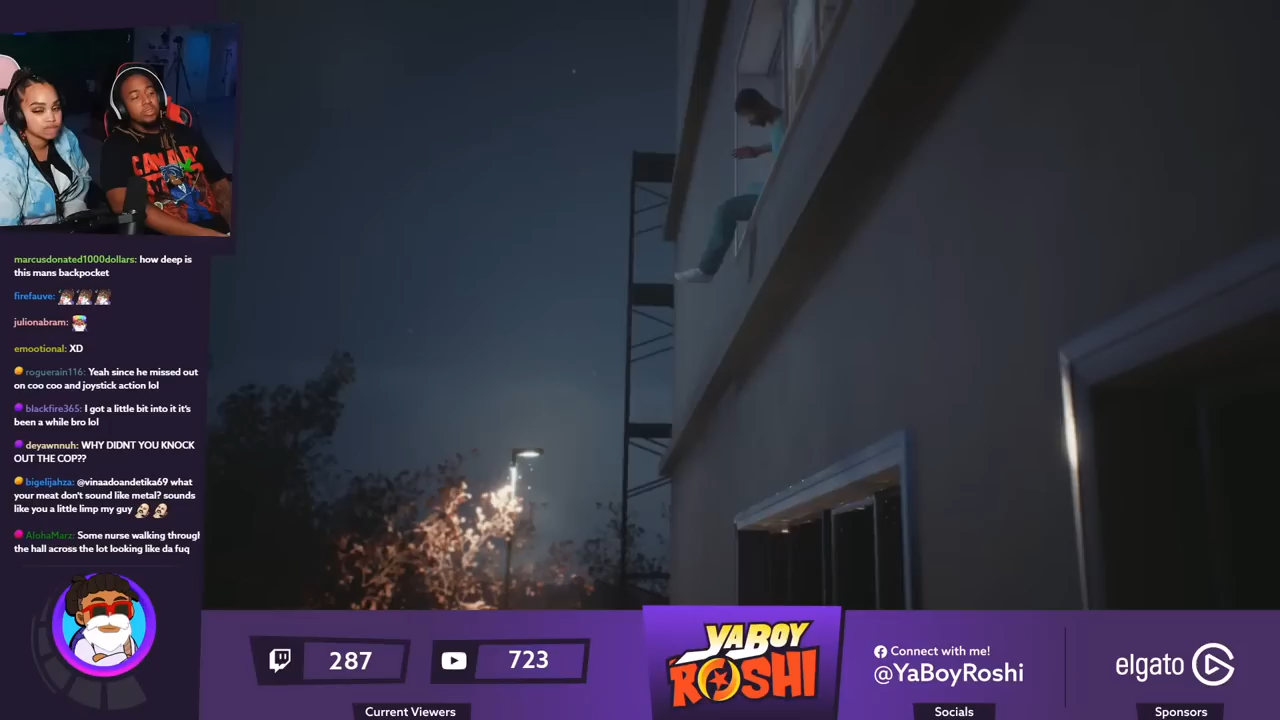 marcusdonated1000dollars: how deep is
this mans backpocket
firefauve:
julionabram:
emootional: XD
roguerain116: Yeah since he missed out
on coo coo and joystick action lol
blackfire365: I got a little bit into it it's
been a while bro lol
deyawnnuh: WHY DIDNT YOU KNOCK
OUT THE COP??
bigelijahza: @vinaadoandetika69 what
your meat don't sound like metal? sounds
like you a little limp my guy
AlohaMarz: Some nurse walking through
the hall across the lot looking like da fuq
287
723
Current Viewers
YABOY
ROSHI
Connect with me!
@YaBoyRoshi
Socials
elgato
Sponsors